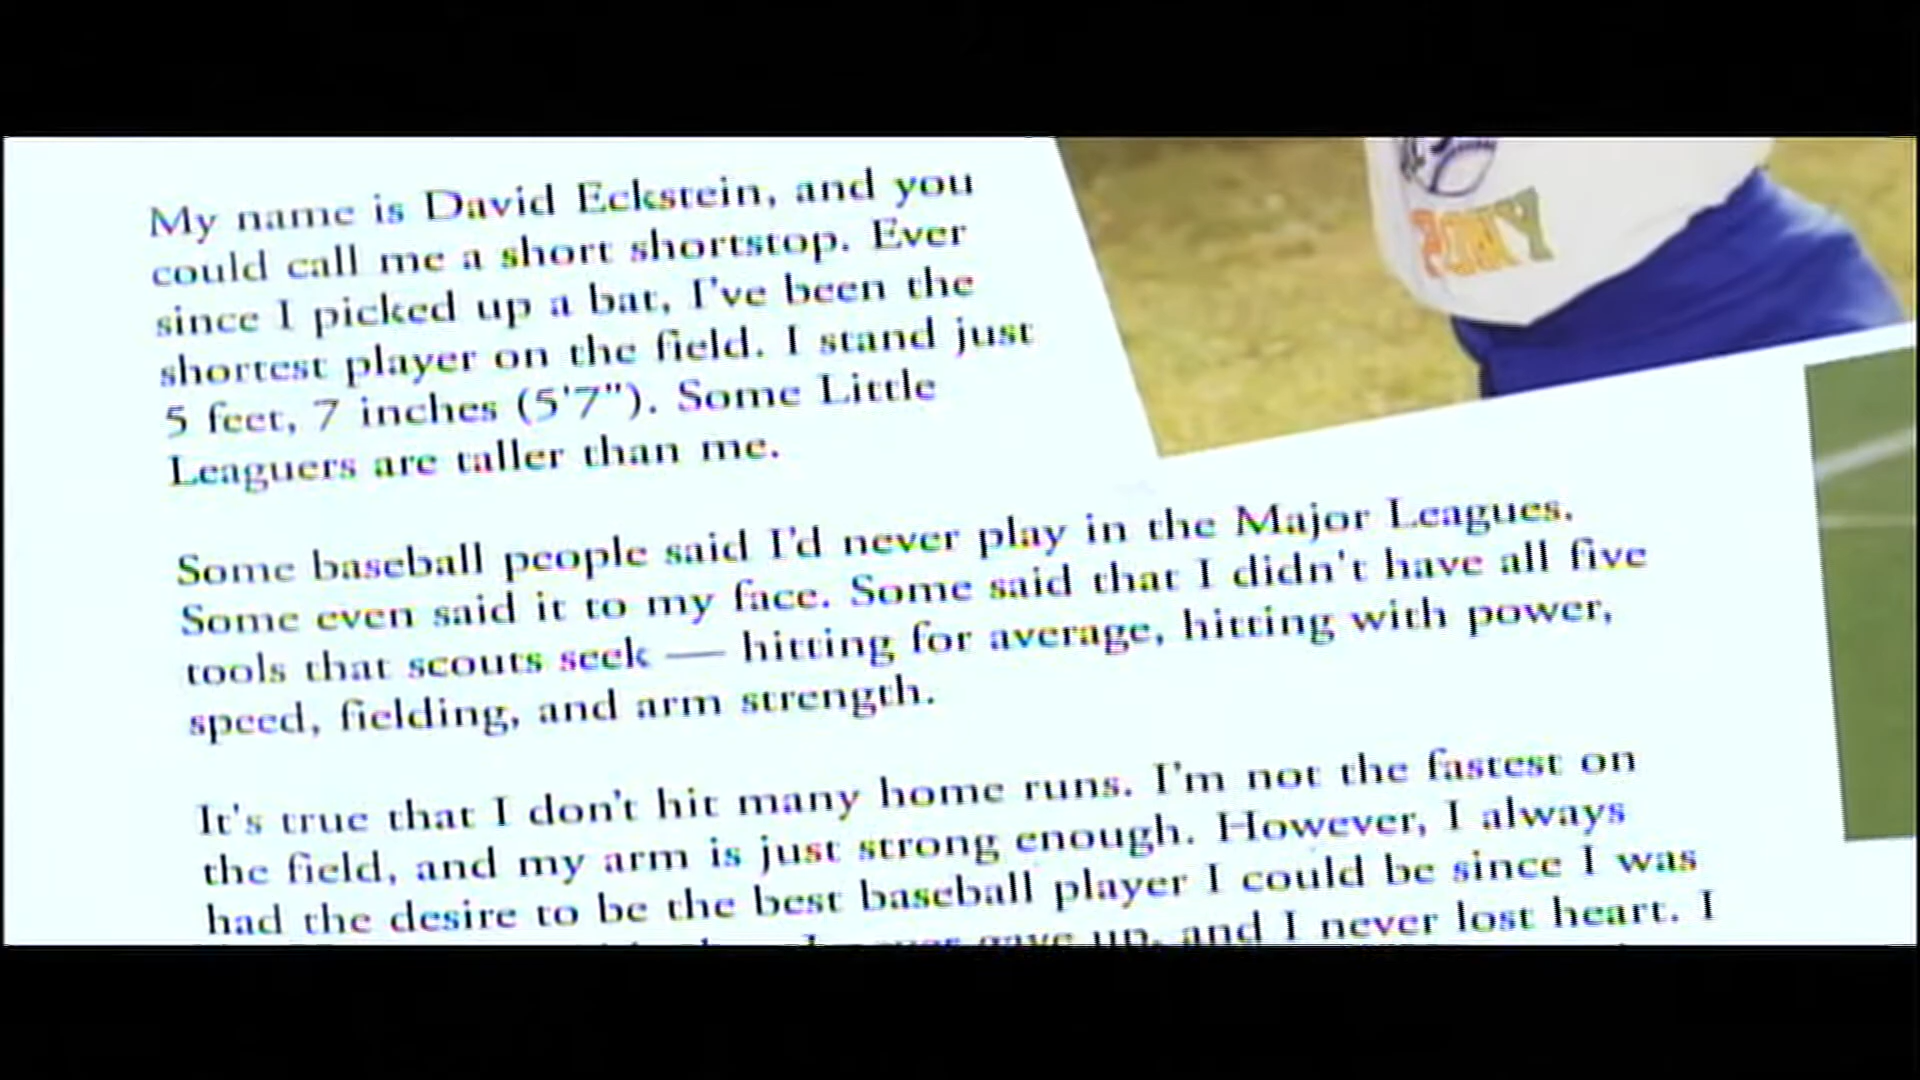 My name is David Eckstein, and you
could call me a short shortstop. Ever
since I picked up a bat, I've been the
shortest player on the field. I stand just
5 feet, 7 inches (5'7"). Some Little
Leaguers are taller than me.
Some baseball people said I'd never play in the Major Leagues.
Some even said it to my face. Some said that I didn't have all five
tools that scouts seek — hitting for average, hitting with power,
speed, fielding, and arm strength.
It's true that I don't hit many home runs. I'm not the fastest on
the field, and my arm is just strong enough. However, I always
had the desire to be the best baseball player I could be since I was
never gave up, and I never lost heart. I